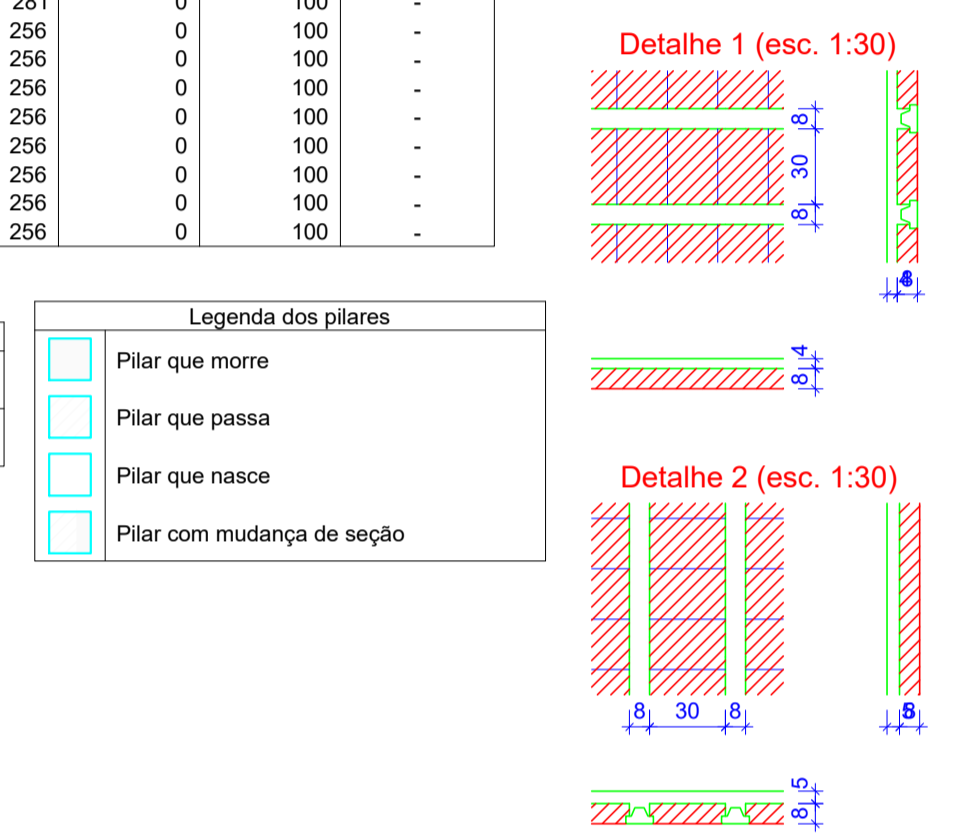 281 0 100 -
256 0 100 -
256 0 100 -
256 0 100 -
256 0 100 -
256 0 100 -
256 0 100 -
256 0 100 -
256 0 100 -
Legenda dos pilares
Pilar que morre
Pilar que passa
Pilar que nasce
Pilar com mudança de seção
Detalhe 1 (esc. 1:30)
8
30
8
4
8
Detalhe 2 (esc. 1:30)
8 30 8
5
8